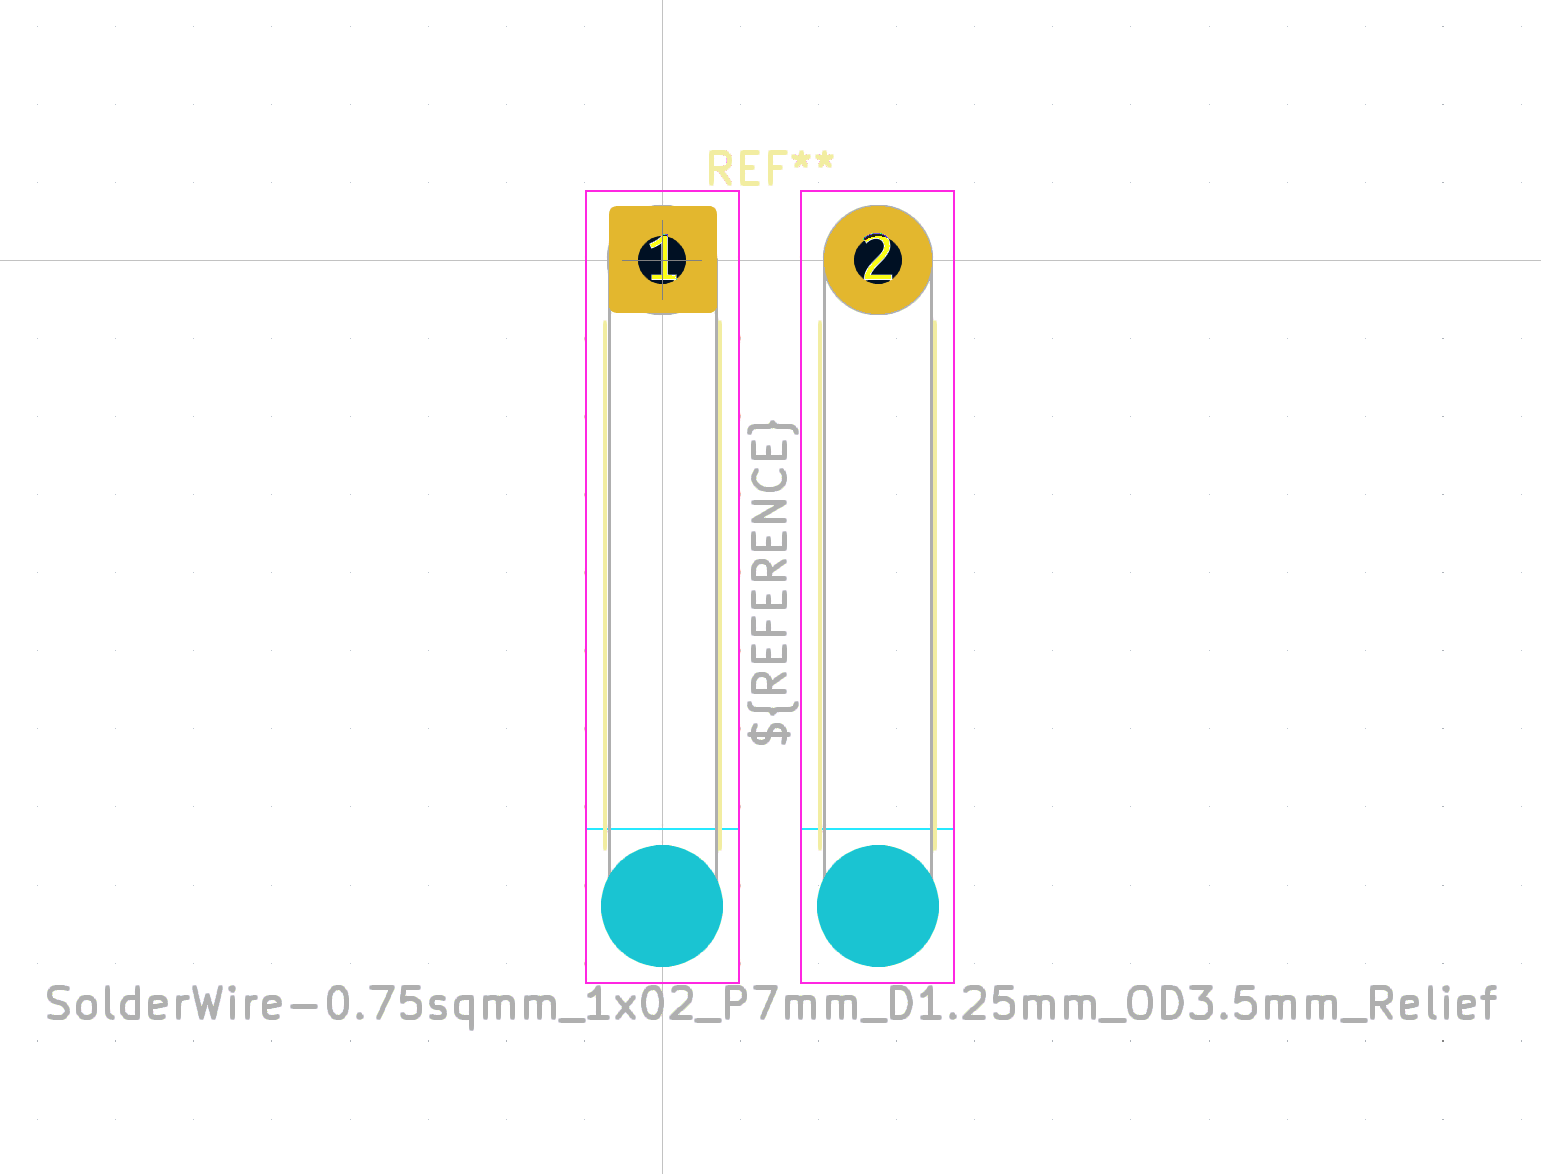 REF**
1
2
${REFERENCE}
SolderWire-0.75sqmm_1x02_P7mm_D1.25mm_OD3.5mm_Relief